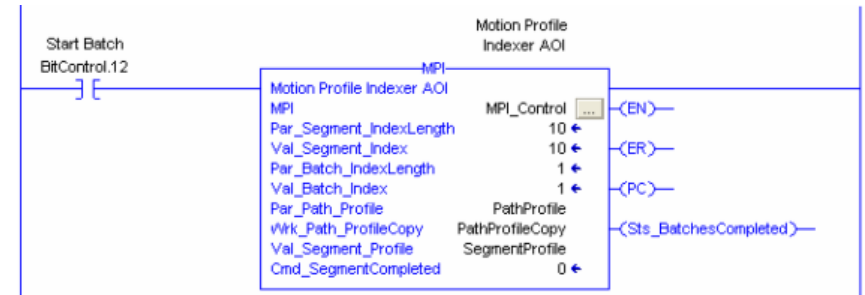 Motion Profile
Indexer AOI
Start Batch
BitControl.12
MPI
Motion Profile Indexer AOI
MPI MPI_Control ... (EN)
Par_Segment_IndexLength 10
Val_Segment_Index 10 (ER)
Par_Batch_IndexLength 1
Val_Batch_Index 1 (PC)
Par_Path_Profile PathProfile
Wrk_Path_ProfileCopy PathProfileCopy (Sts_BatchesCompleted)
Val_Segment_Profile SegmentProfile
Cmd_SegmentCompleted 0